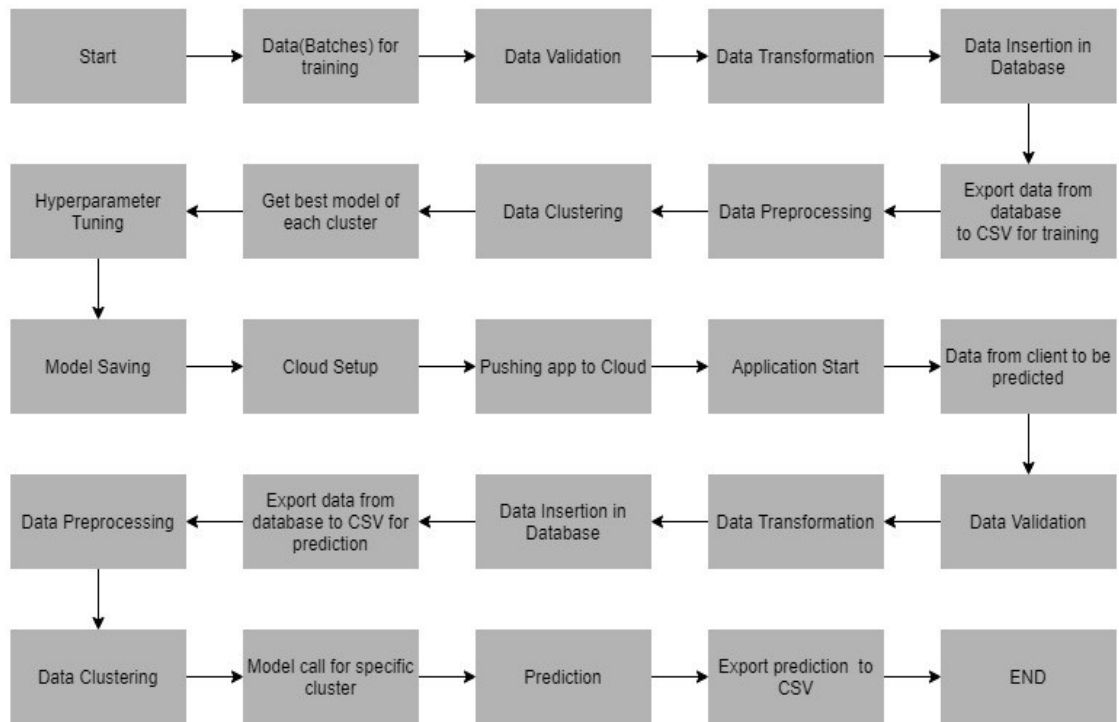 Start
Data(Batches) for
training
Data Validation
Data Transformation
Data Insertion in
Database
Export data from
database
to CSV for training
Data Preprocessing
Data Clustering
Get best model of
each cluster
Hyperparameter
Tuning
Model Saving
Cloud Setup
Pushing app to Cloud
Application Start
Data from client to be
predicted
Data Validation
Data Transformation
Data Insertion in
Database
Export data from
database to CSV for
prediction
Data Preprocessing
Data Clustering
Model call for specific
cluster
Prediction
Export prediction to
CSV
END